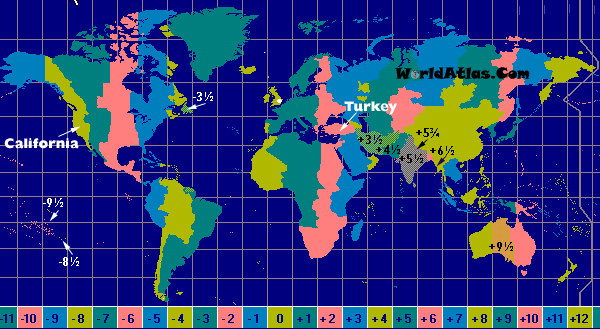 WorldAtlas.Com
-3½
Turkey
California
+3½
+4½
+5¾
+5½
+6½
-9½
-8½
+9½
-11 -10 -9 -8 -7 -6 -5 -4 -3 -2 -1 0 +1 +2 +3 +4 +5 +6 +7 +8 +9 +10 +11 +12